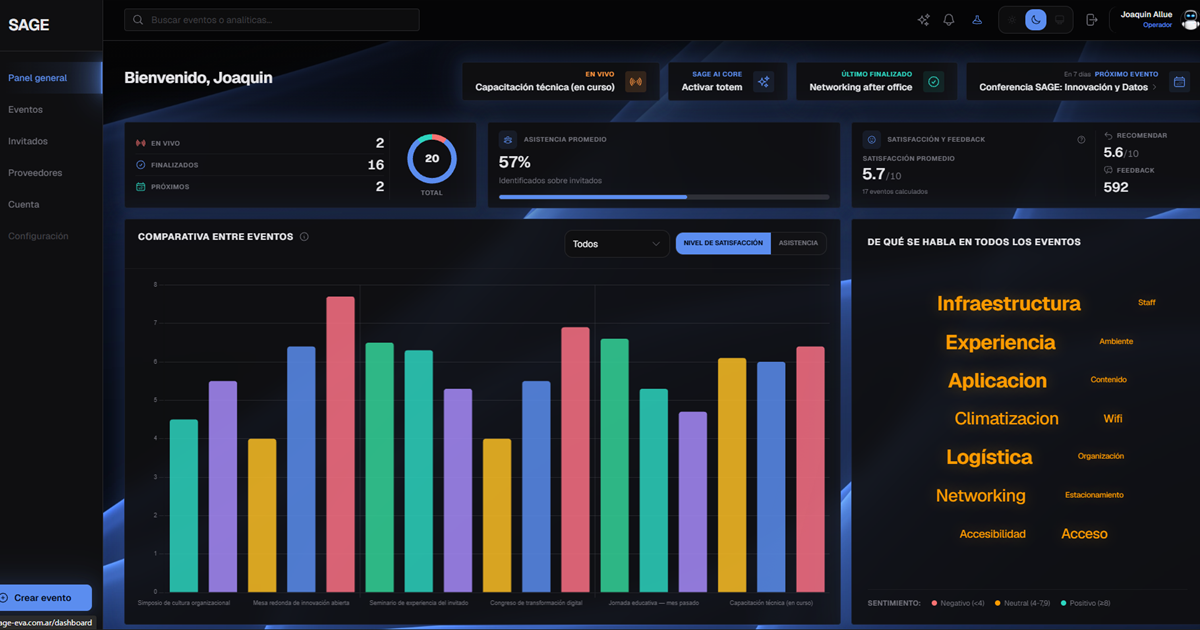 SAGE
Buscar eventos o analíticas...
Joaquin Allue
Operador
Panel general
Eventos
Invitados
Proveedores
Cuenta
Configuración
Crear evento
age-eva.com.ar/dashboard
Bienvenido, Joaquin
EN VIVO
Capacitación técnica (en curso)
SAGE AI CORE
Activar totem
ÚLTIMO FINALIZADO
Networking after office
En 7 días PRÓXIMO EVENTO
Conferencia SAGE: Innovación y Datos
EN VIVO 2
FINALIZADOS 16
PRÓXIMOS 2
20
TOTAL
ASISTENCIA PROMEDIO
57%
Identificados sobre invitados
SATISFACCIÓN Y FEEDBACK
SATISFACCIÓN PROMEDIO
5.7/10
17 eventos calculados
RECOMENDAR
5.6/10
FEEDBACK
592
COMPARATIVA ENTRE EVENTOS
Todos
NIVEL DE SATISFACCIÓN
ASISTENCIA
8
7
6
5
4
3
2
1
0
Simposio de cultura organizacional
Mesa redonda de innovación abierta
Seminario de experiencia del invitado
Congreso de transformación digital
Jornada educativa — mes pasado
Capacitación técnica (en curso)
DE QUÉ SE HABLA EN TODOS LOS EVENTOS
Infraestructura Staff
Experiencia Ambiente
Aplicacion Contenido
Climatizacion Wifi
Logística Organización
Networking Estacionamiento
Accesibilidad Acceso
SENTIMIENTO: Negativo (<4) Neutral (4-7,9) Positivo (≥8)